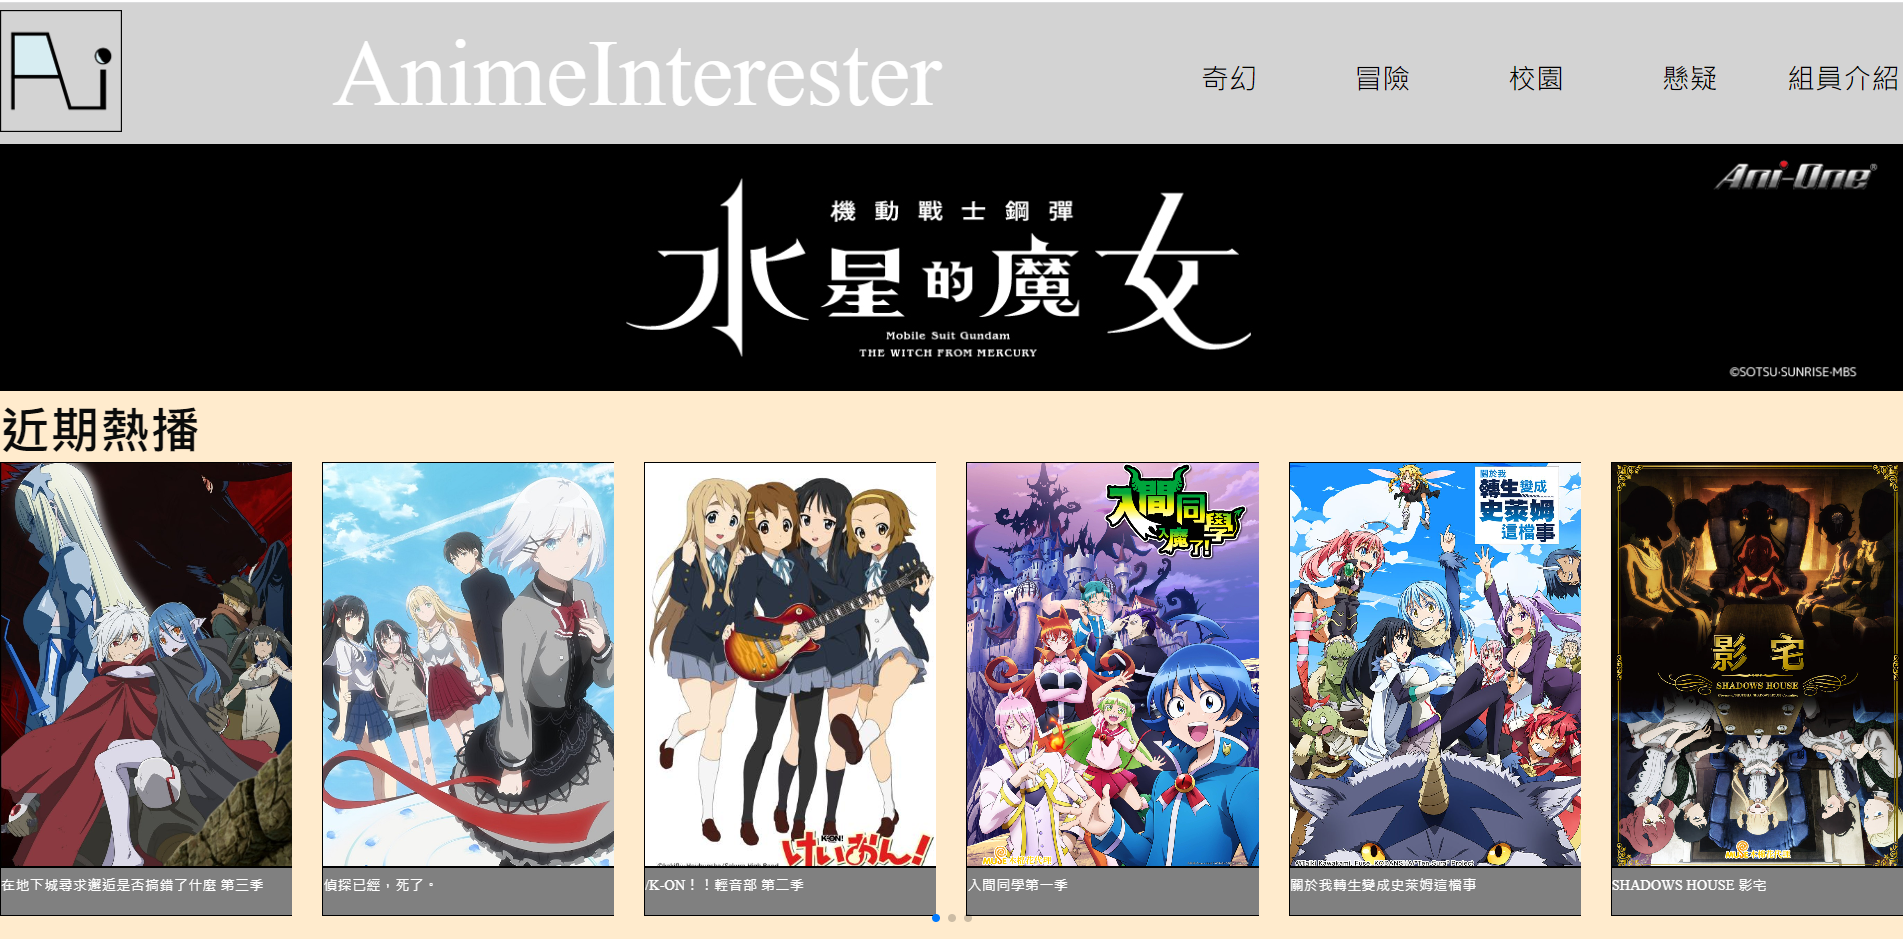 Ai
AnimeInterester
奇幻
冒險
校園
懸疑
組員介紹
Ani-One®
機動戰士鋼彈
水星的魔女
Mobile Suit Gundam
THE WITCH FROM MERCURY
©SOTSU·SUNRISE·MBS
近期熱播
K-ON!
けいおん!
入間同學
入魔了!
關於我
轉生變成
史萊姆
這檔事
影宅
SHADOWS HOUSE
在地下城尋求邂逅是否搞錯了什麼 第三季
偵探已經，死了。
/K-ON！！輕音部 第二季
入間同學第一季
關於我轉生變成史萊姆這檔事
SHADOWS HOUSE 影宅